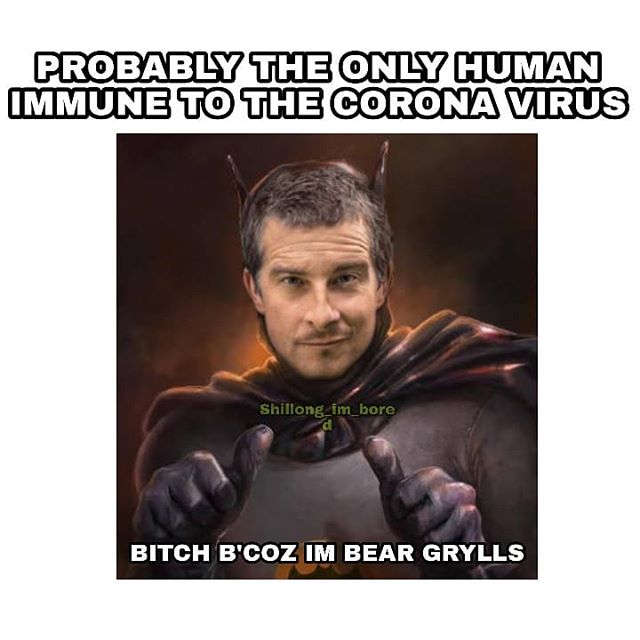 PROBABLY THE ONLY HUMAN
IMMUNE TO THE CORONA VIRUS
Shillong_im_bore
d
BITCH B'COZ IM BEAR GRYLLS